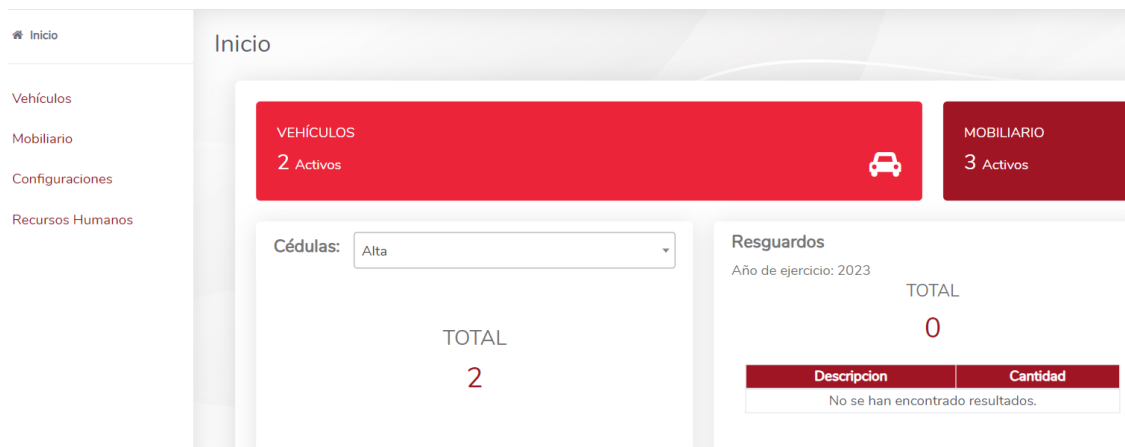 Inicio
Vehículos
Mobiliario
Configuraciones
Recursos Humanos
Inicio
VEHÍCULOS
2 Activos
MOBILIARIO
3 Activos
Cédulas: Alta
TOTAL
2
Resguardos
Año de ejercicio: 2023
TOTAL
0
Descripcion Cantidad
No se han encontrado resultados.